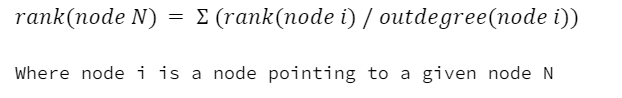 rank(node N) = Σ (rank(node i) / outdegree(node i))
Where node i is a node pointing to a given node N